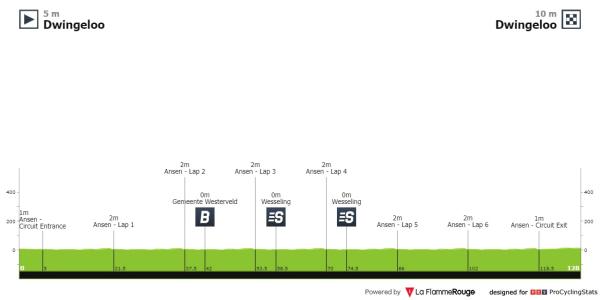 5 m
Dwingeloo
10 m
Dwingeloo
2m
Ansen - Lap 2
2m
Ansen - Lap 3
2m
Ansen - Lap 4
0m
Gemeente Westerveld
0m
Wesseling
0m
Wesseling
1m
Ansen -
Circuit Entrance
2m
Ansen - Lap 1
2m
Ansen - Lap 5
2m
Ansen - Lap 6
1m
Ansen - Circuit Exit
B
S
S
400
200
0
400
200
0
0
5
21.5
37.5
42
53.5
58.5
70
74.5
86
102
118.5
Powered by La FlammeRouge
designed for PCS ProCyclingStats